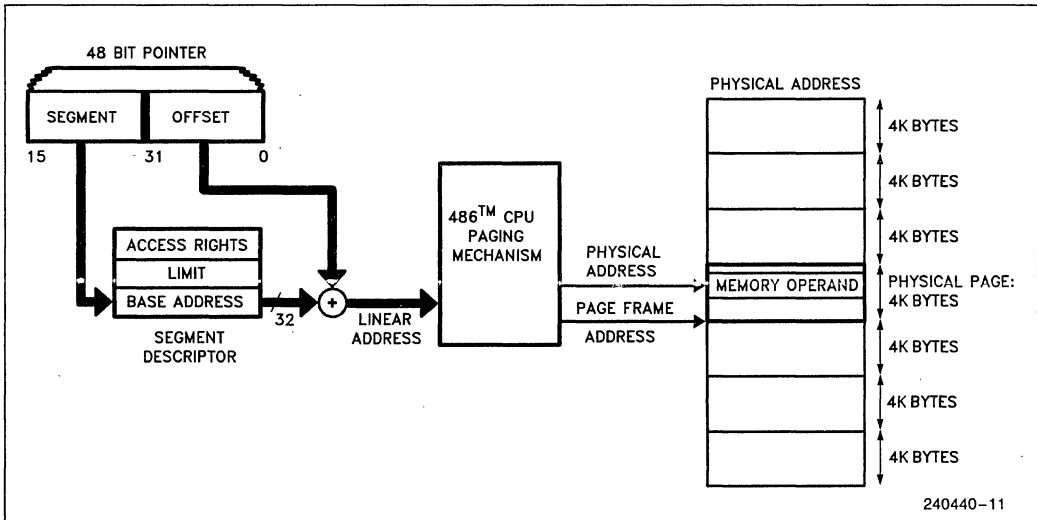 48 BIT POINTER
SEGMENT OFFSET
15 31 0
ACCESS RIGHTS
LIMIT
BASE ADDRESS
32
SEGMENT
DESCRIPTOR
+
LINEAR
ADDRESS
486™ CPU
PAGING
MECHANISM
PHYSICAL
ADDRESS
PAGE FRAME
ADDRESS
PHYSICAL ADDRESS
4K BYTES
4K BYTES
4K BYTES
MEMORY OPERAND
PHYSICAL PAGE:
4K BYTES
4K BYTES
4K BYTES
4K BYTES
240440-11